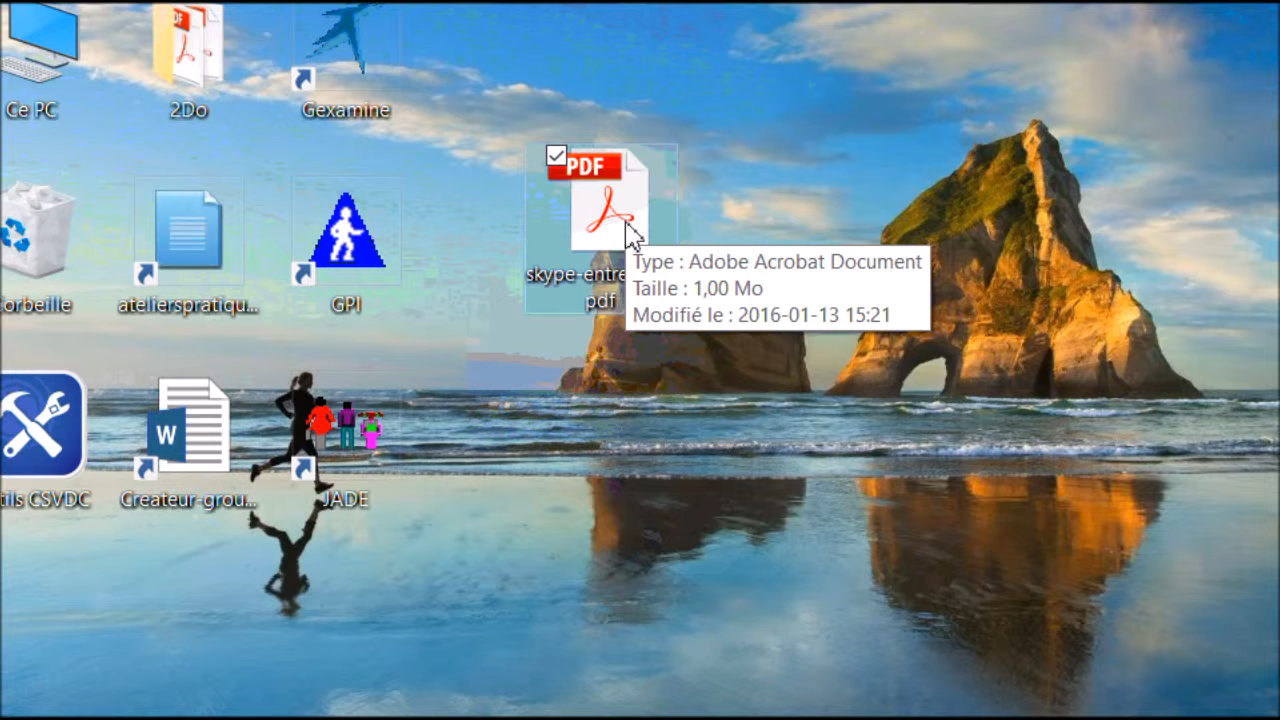 Ce PC
2Do
Gexamine
PDF
PDF
skype-entre
pdf
Type : Adobe Acrobat Document
Taille : 1,00 Mo
Modifié le : 2016-01-13 15:21
orbeille
atelierspratiqu...
GPI
W
tils CSVDC
Createur-grou...
JADE